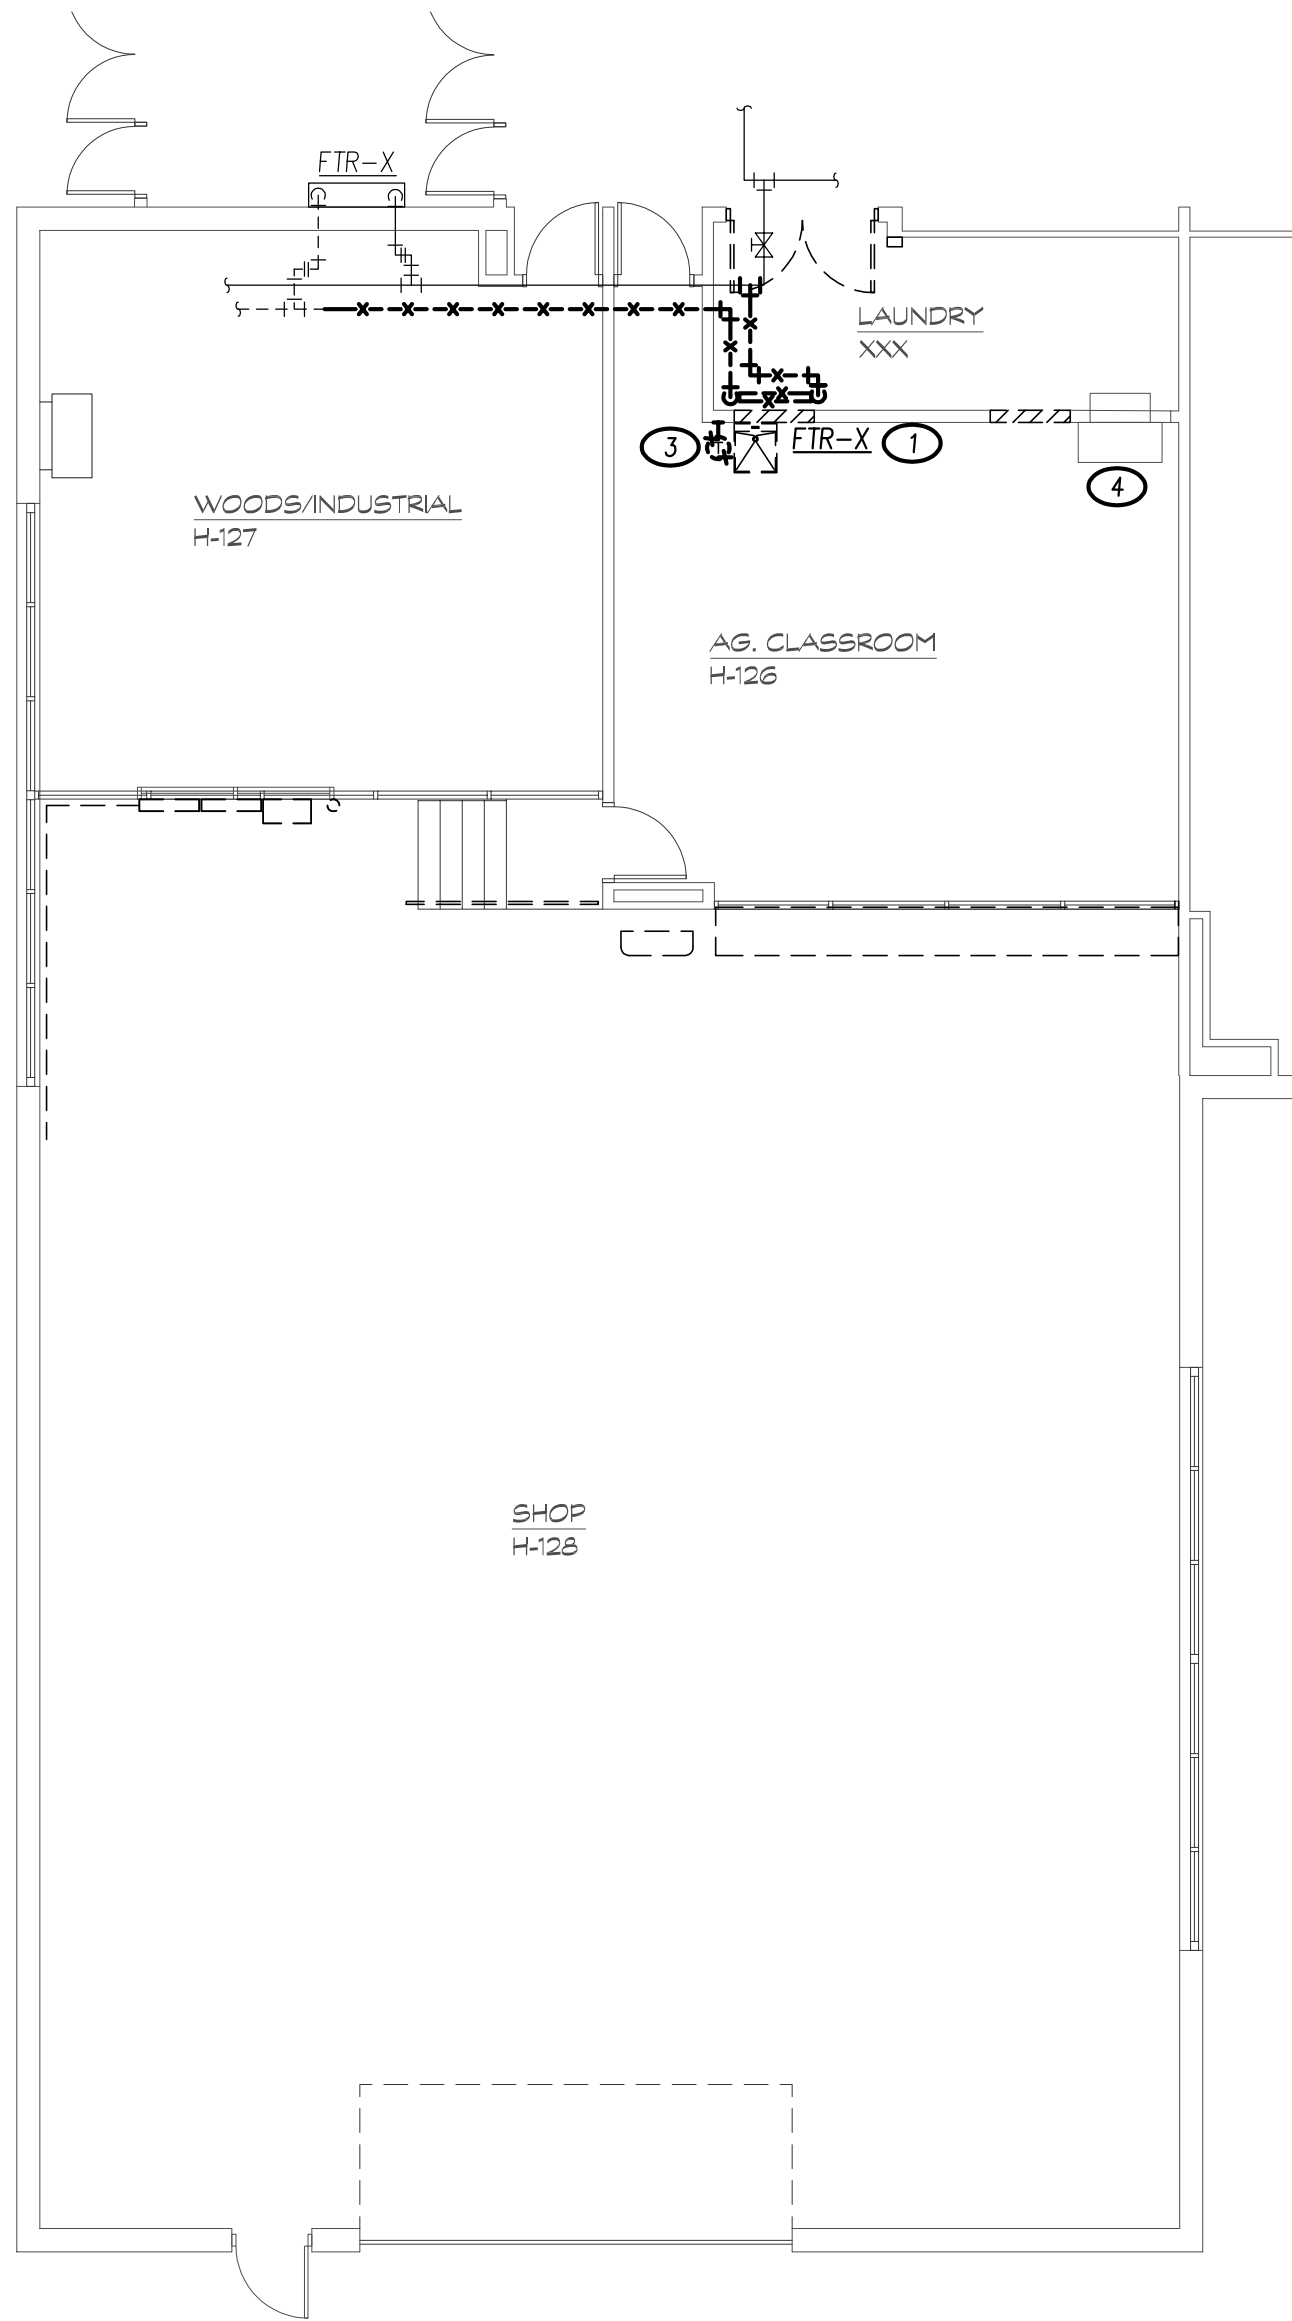 FTR-X
LAUNDRY
XXX
3
FTR-X
1
4
WOODS/INDUSTRIAL
H-127
AG. CLASSROOM
H-126
SHOP
H-128